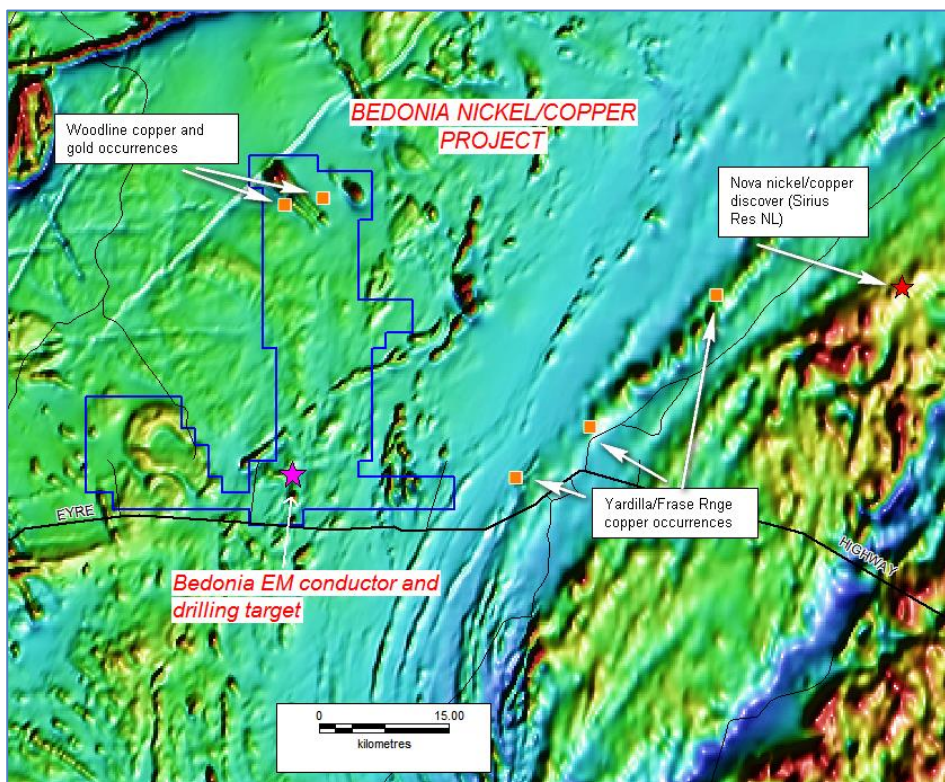 BEDONIA NICKEL/COPPER
PROJECT
Woodline copper and
gold occurrences
Nova nickel/copper
discover (Sirius
Res NL)
Yardilla/Frase Rnge
copper occurrences
EYRE
HIGHWAY
Bedonia EM conductor and
drilling target
0 15.00
kilometres